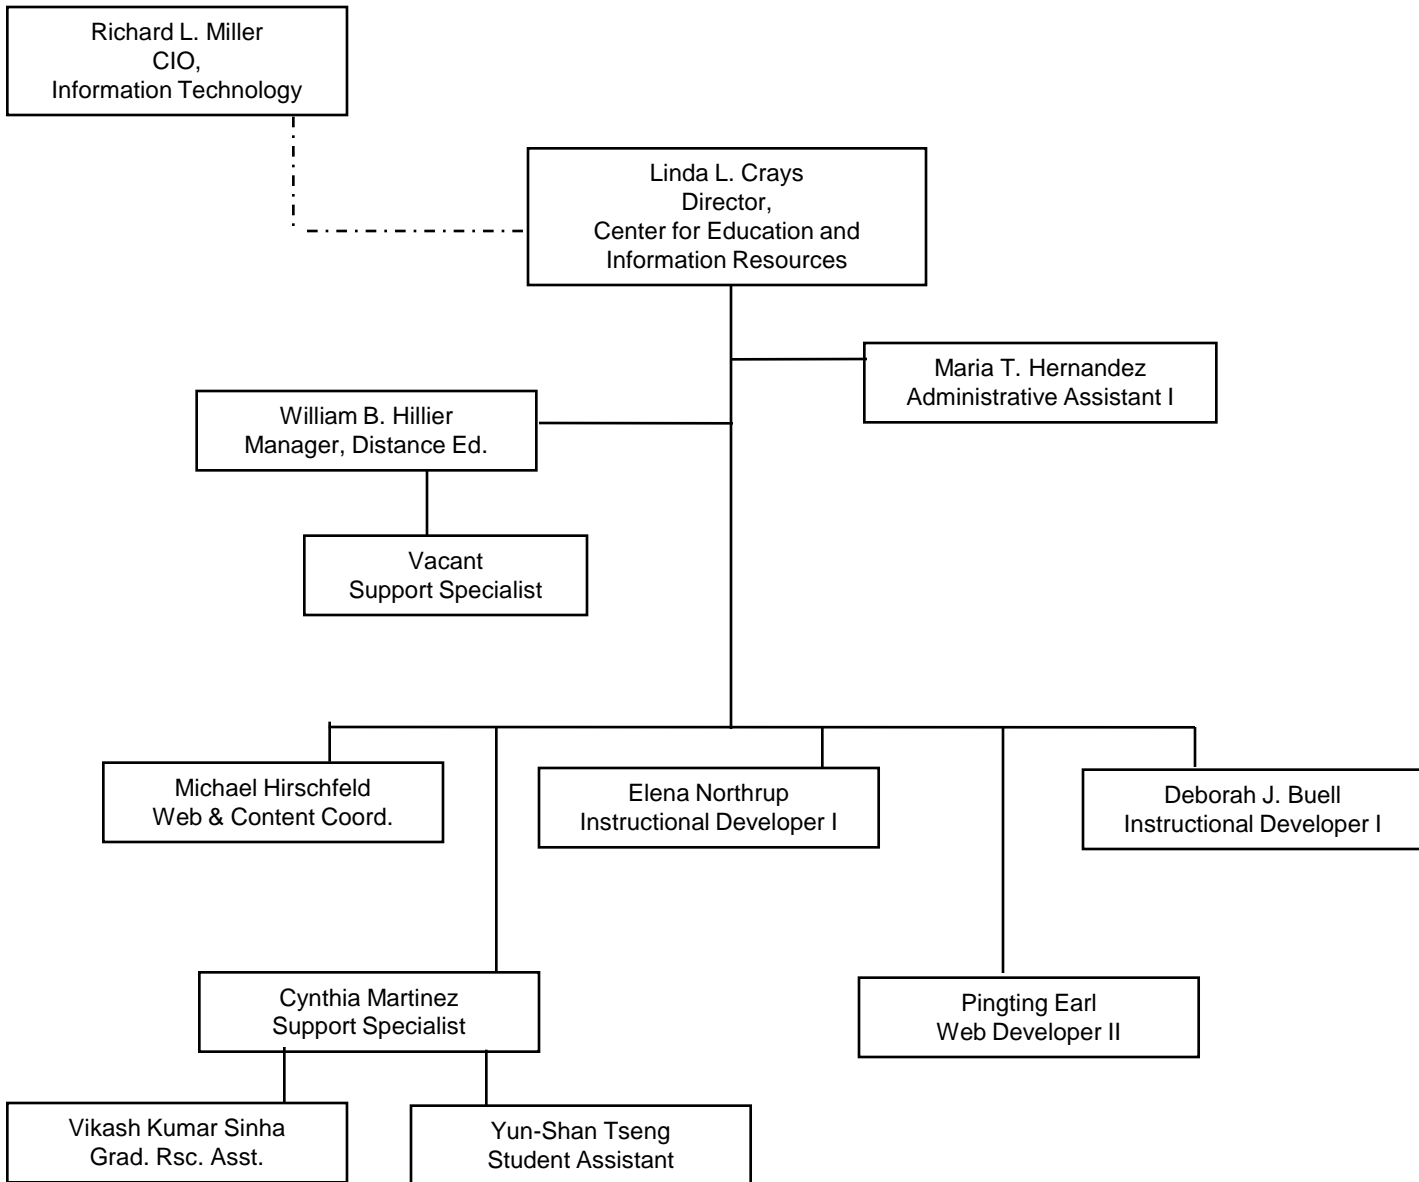 Richard L. Miller
CIO,
Information Technology
Linda L. Crays
Director,
Center for Education and
Information Resources
Maria T. Hernandez
Administrative Assistant I
William B. Hillier
Manager, Distance Ed.
Vacant
Support Specialist
Michael Hirschfeld
Web & Content Coord.
Elena Northrup
Instructional Developer I
Deborah J. Buell
Instructional Developer I
Cynthia Martinez
Support Specialist
Pingting Earl
Web Developer II
Vikash Kumar Sinha
Grad. Rsc. Asst.
Yun-Shan Tseng
Student Assistant